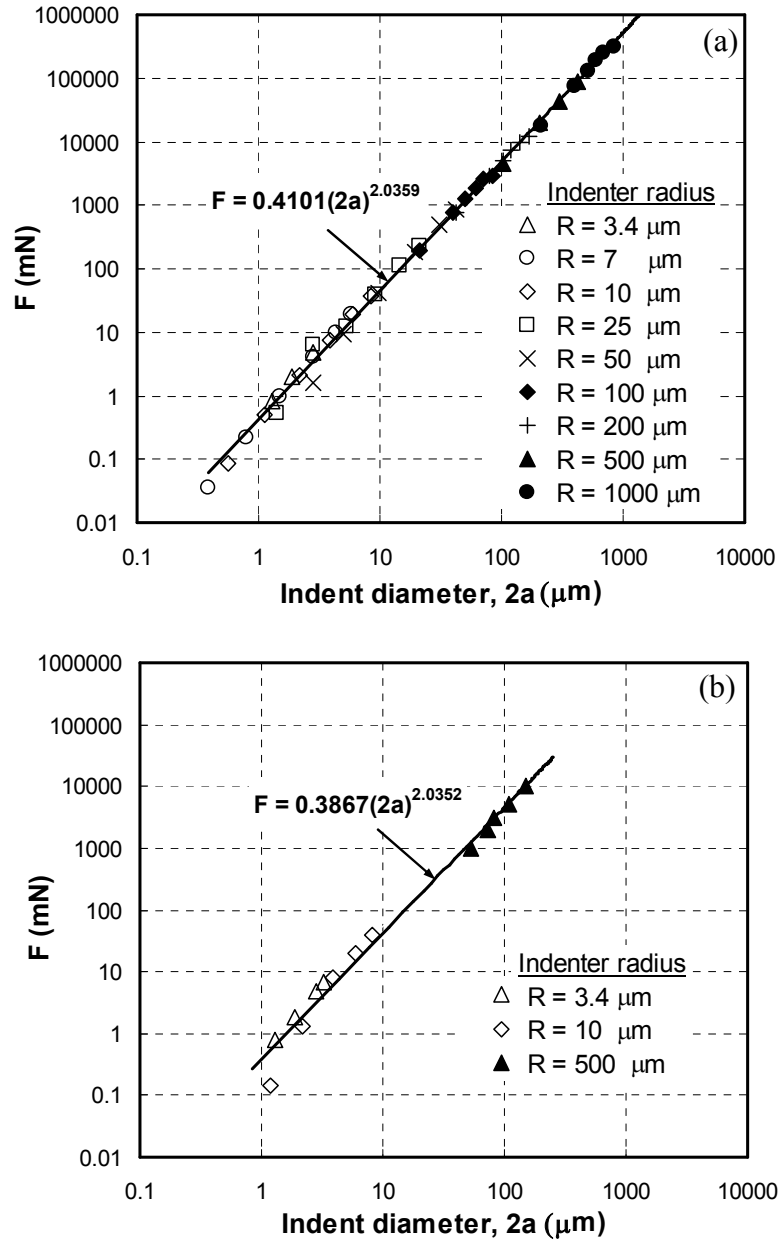 (a)
1000000
100000
10000
1000
100
10
1
0.1
0.01
F (mN)
F = 0.4101(2a)^2.0359
Indenter radius
R = 3.4 μm
R = 7 μm
R = 10 μm
R = 25 μm
R = 50 μm
R = 100 μm
R = 200 μm
R = 500 μm
R = 1000 μm
0.1 1 10 100 1000 10000
Indent diameter, 2a (μm)
(b)
1000000
100000
10000
1000
100
10
1
0.1
0.01
F (mN)
F = 0.3867(2a)^2.0352
Indenter radius
R = 3.4 μm
R = 10 μm
R = 500 μm
0.1 1 10 100 1000 10000
Indent diameter, 2a (μm)